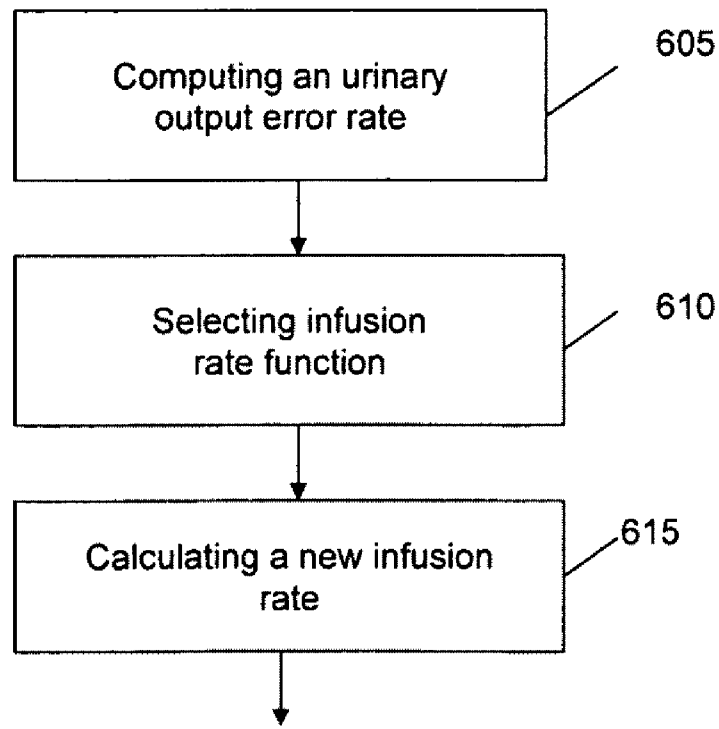 Computing an urinary
output error rate
605
Selecting infusion
rate function
610
Calculating a new infusion
rate
615